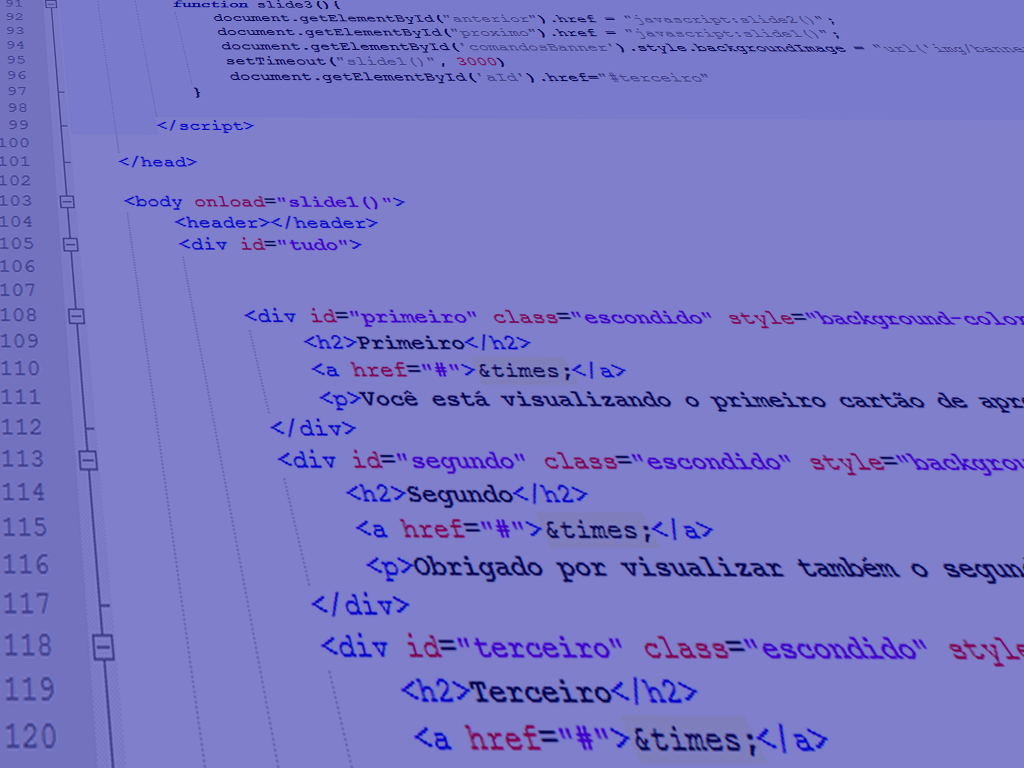 91 function slide3(){
92 document.getElementById("anterior").href = "javascript:slide2()";
93 document.getElementById("proximo").href = "javascript:slide1()";
94 document.getElementById('comandosBanner').style.backgroundImage = "url('img/banner
95 setTimeout("slide1()", 3000)
96 document.getElementById('aId').href="#terceiro"
97 }
98
99 </script>
100
101 </head>
102
103 <body onload="slide1()">
104 <header></header>
105 <div id="tudo">
106
107
108 <div id="primeiro" class="escondido" style="background-color
109 <h2>Primeiro</h2>
110 <a href="#">&times;</a>
111 <p>Você está visualizando o primeiro cartão de apre
112 </div>
113 <div id="segundo" class="escondido" style="backgrou
114 <h2>Segundo</h2>
115 <a href="#">&times;</a>
116 <p>Obrigado por visualizar também o segun
117 </div>
118 <div id="terceiro" class="escondido" style
119 <h2>Terceiro</h2>
120 <a href="#">&times;</a>